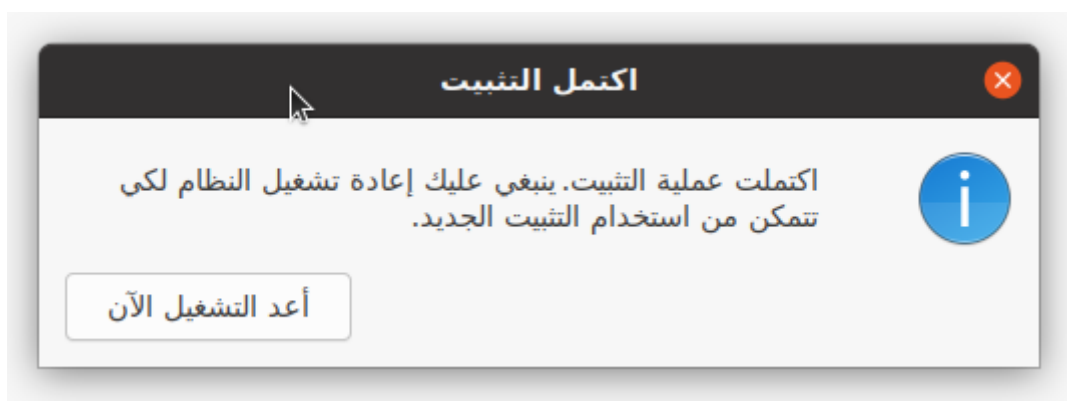 اكتمل التثبيت
اكتملت عملية التثبيت. ينبغي عليك إعادة تشغيل النظام لكي
تتمكن من استخدام التثبيت الجديد.
أعد التشغيل الآن